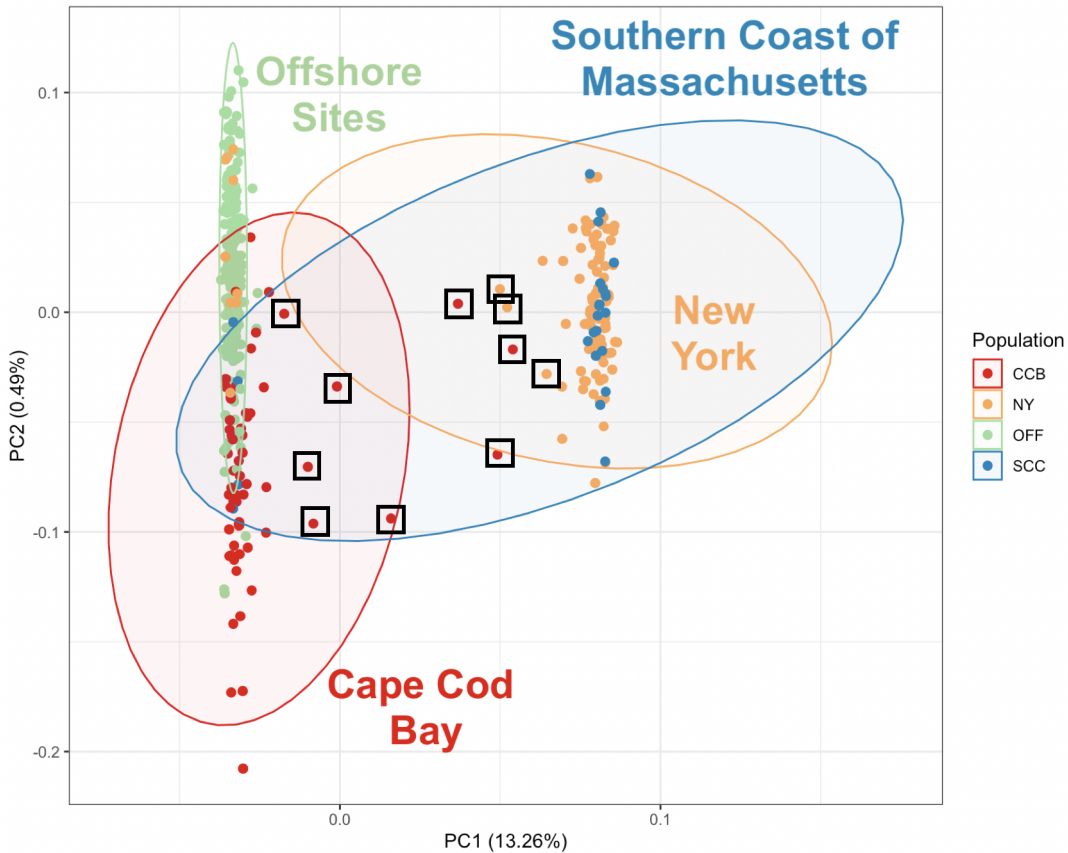 Southern Coast of
Massachusetts
Offshore
Sites
New
York
Cape Cod
Bay
0.1
0.0
-0.1
-0.2
PC2 (0.49%)
0.0
0.1
PC1 (13.26%)
Population
CCB
NY
OFF
SCC